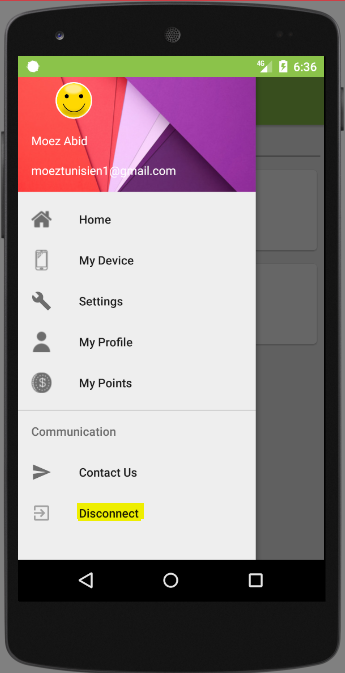 4G 6:36
Moez Abid
moeztunisien1@gmail.com
Home
My Device
Settings
My Profile
$
My Points
Communication
Contact Us
Disconnect